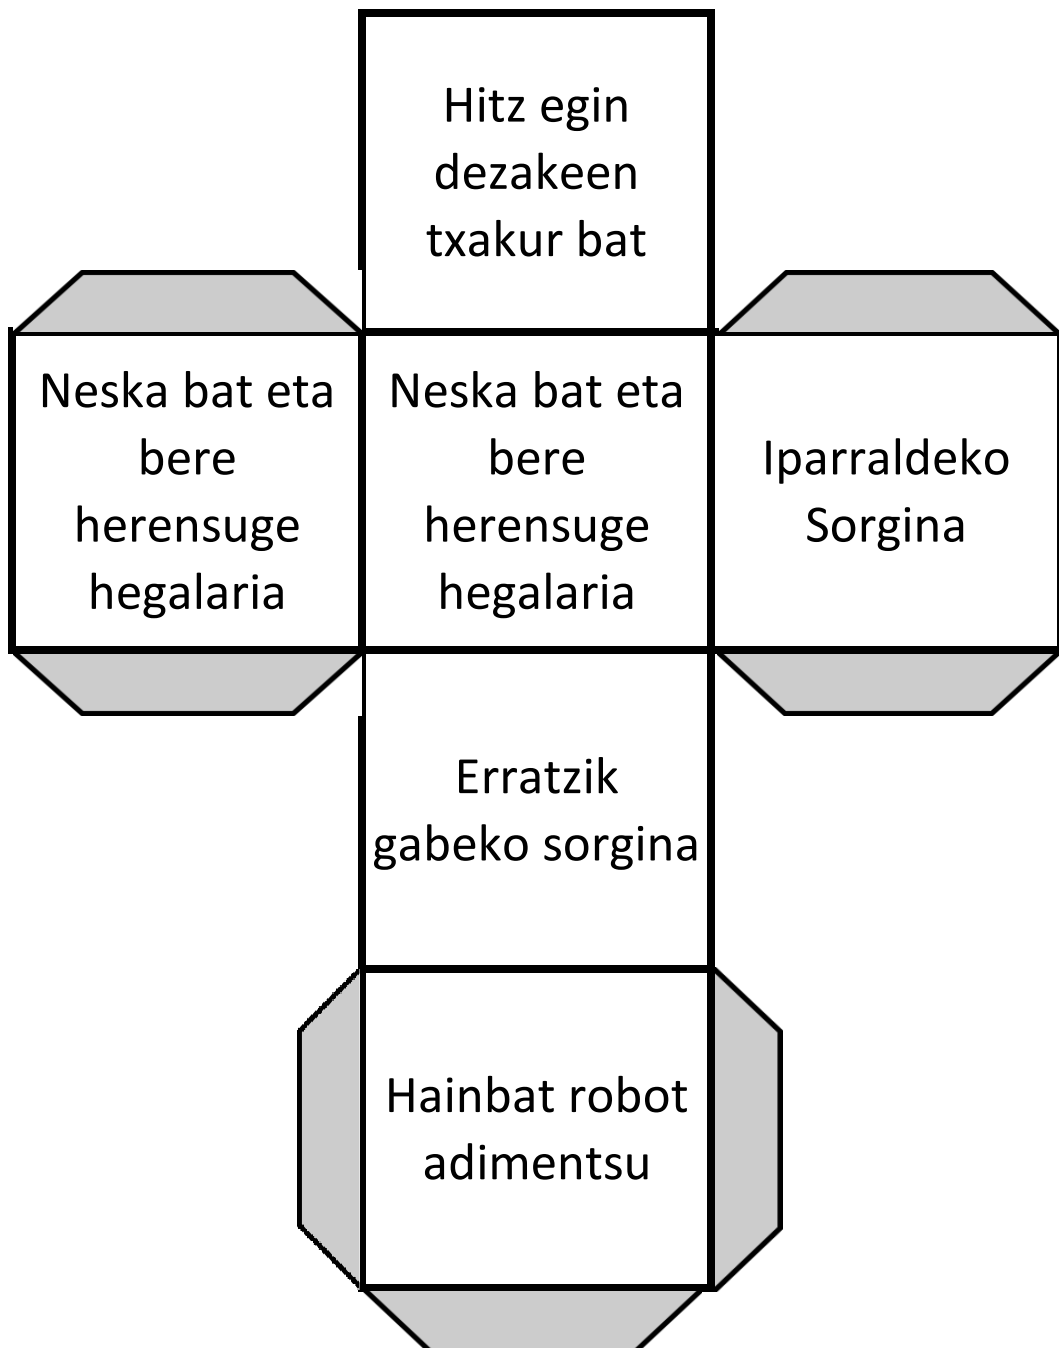 Hitz egin
dezakeen
txakur bat
Neska bat eta
bere
herensuge
hegalaria
Neska bat eta
bere
herensuge
hegalaria
Iparraldeko
Sorgina
Erratzik
gabeko sorgina
Hainbat robot
adimentsu